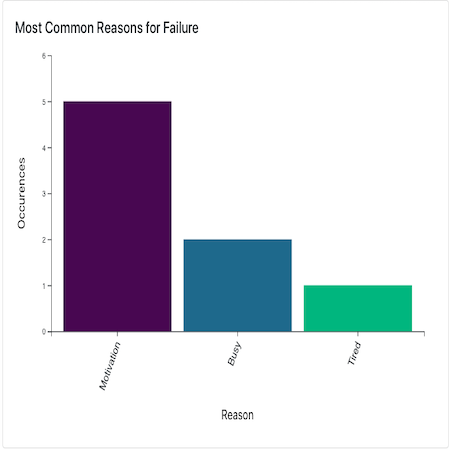 Most Common Reasons for Failure
6
5
4
3
2
1
0
Occurences
Motivation
Busy
Tired
Reason